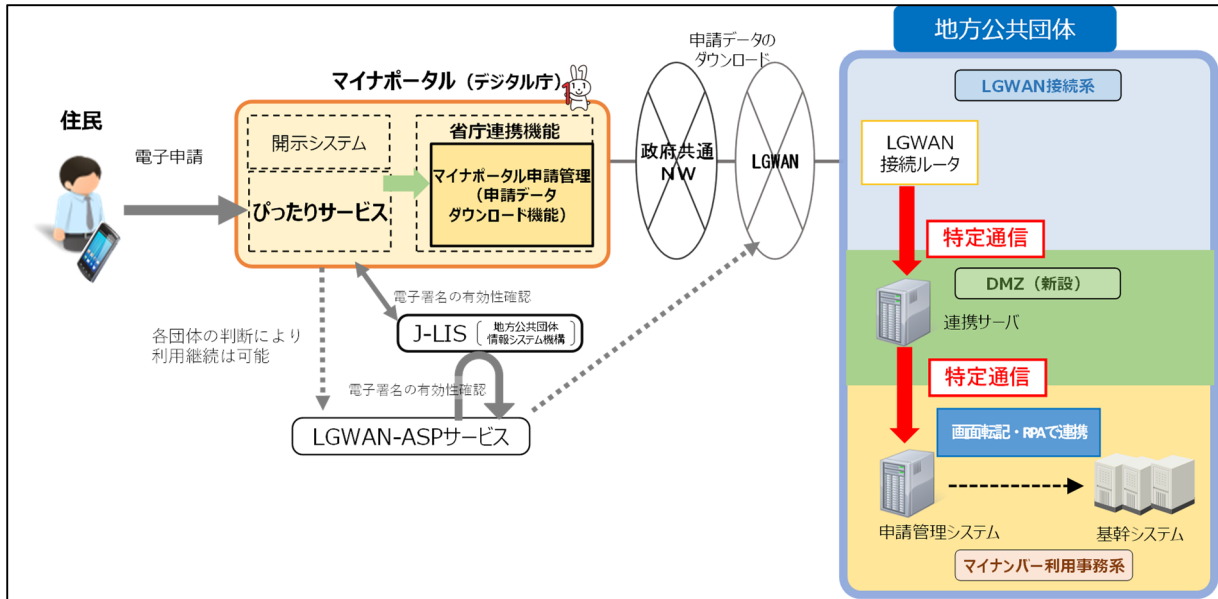 地方公共団体
申請データの
ダウンロード
LGWAN接続系
マイナポータル（デジタル庁）
住民
電子申請
開示システム
省庁連携機能
マイナポータル申請管理
（申請データ
ダウンロード機能）
ぴったりサービス
政府共通
NW
LGWAN
LGWAN
接続ルータ
特定通信
DMZ（新設）
連携サーバ
電子署名の有効性確認
各団体の判断により
利用継続は可能
J-LIS
地方公共団体
情報システム機構
電子署名の有効性確認
LGWAN-ASPサービス
特定通信
画面転記・RPAで連携
申請管理システム
基幹システム
マイナンバー利用事務系